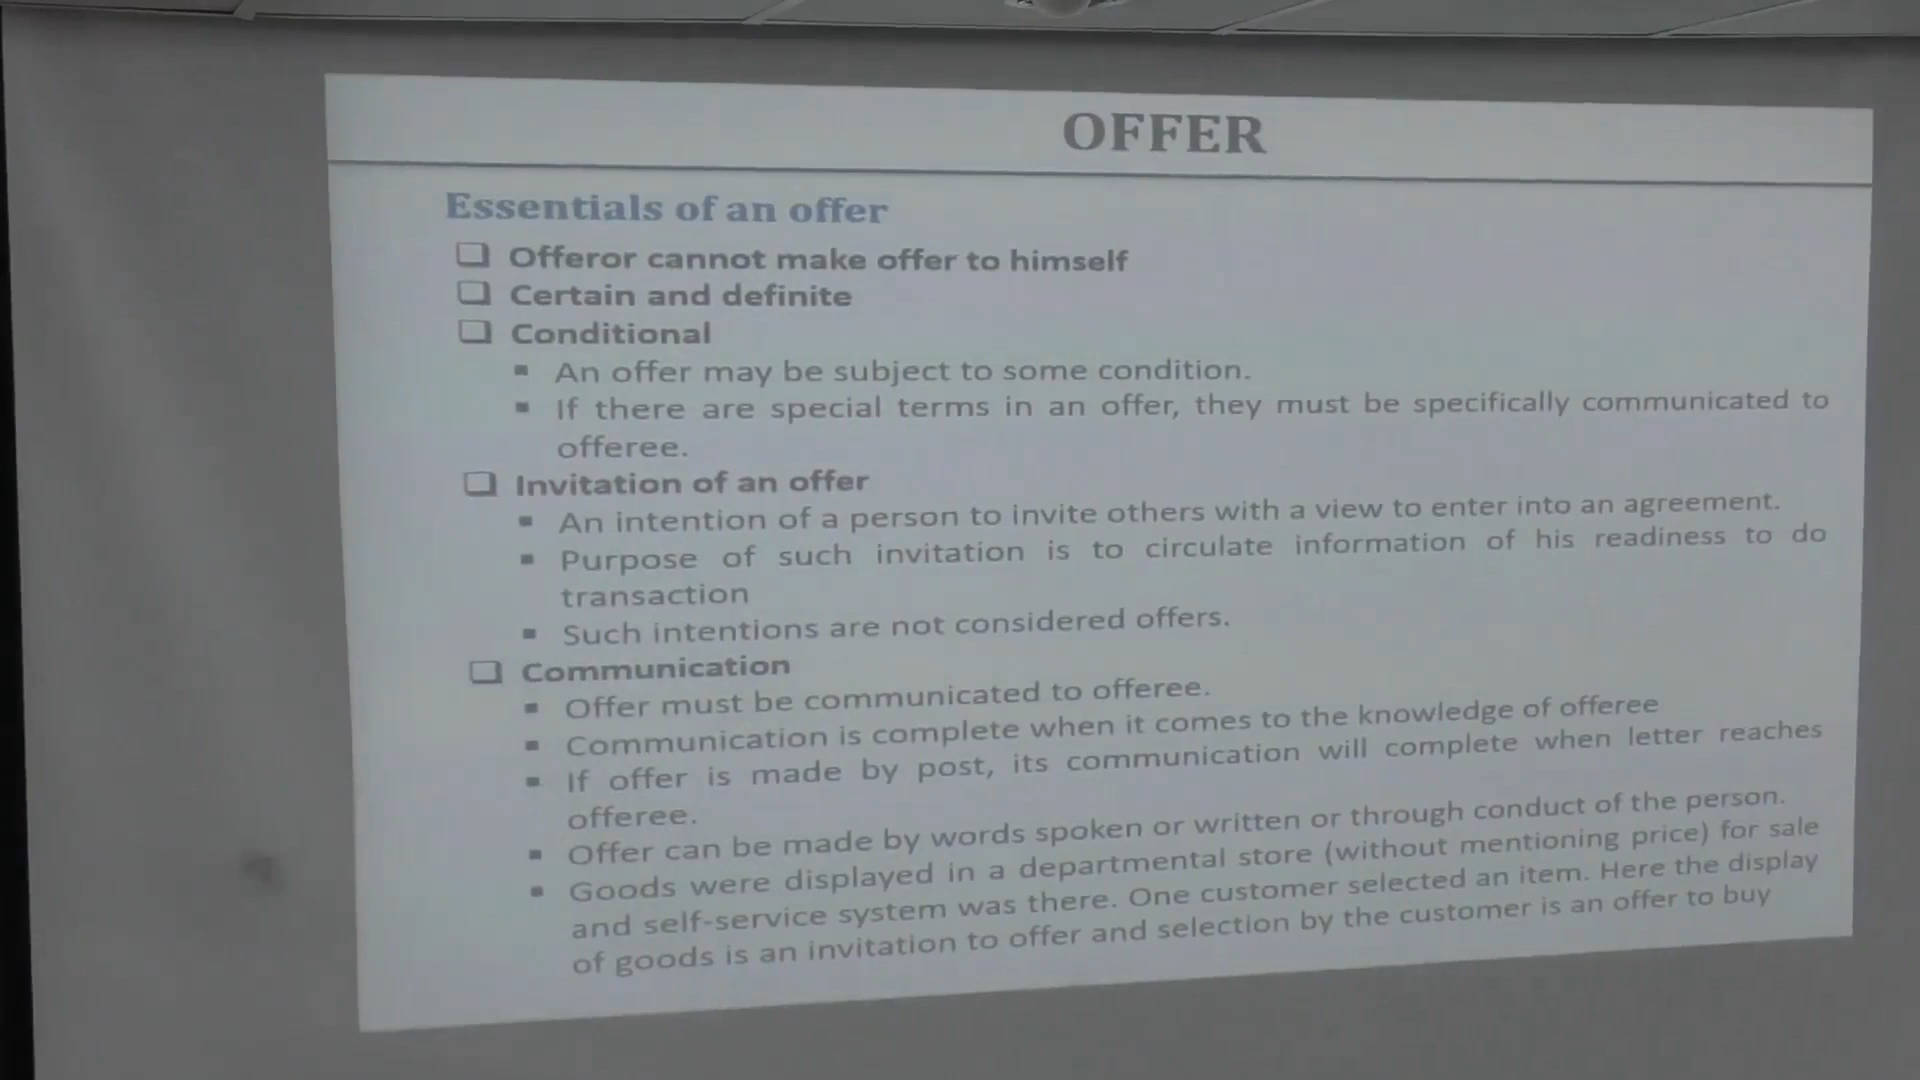 OFFER
Essentials of an offer
❑ Offeror cannot make offer to himself
❑ Certain and definite
❑ Conditional
▪ An offer may be subject to some condition.
▪ If there are special terms in an offer, they must be specifically communicated to
offeree.
❑ Invitation of an offer
▪ An intention of a person to invite others with a view to enter into an agreement.
▪ Purpose of such invitation is to circulate information of his readiness to do
transaction
▪ Such intentions are not considered offers.
❑ Communication
▪ Offer must be communicated to offeree.
▪ Communication is complete when it comes to the knowledge of offeree
▪ If offer is made by post, its communication will complete when letter reaches
offeree.
▪ Offer can be made by words spoken or written or through conduct of the person.
▪ Goods were displayed in a departmental store (without mentioning price) for sale
and self-service system was there. One customer selected an item. Here the display
of goods is an invitation to offer and selection by the customer is an offer to buy